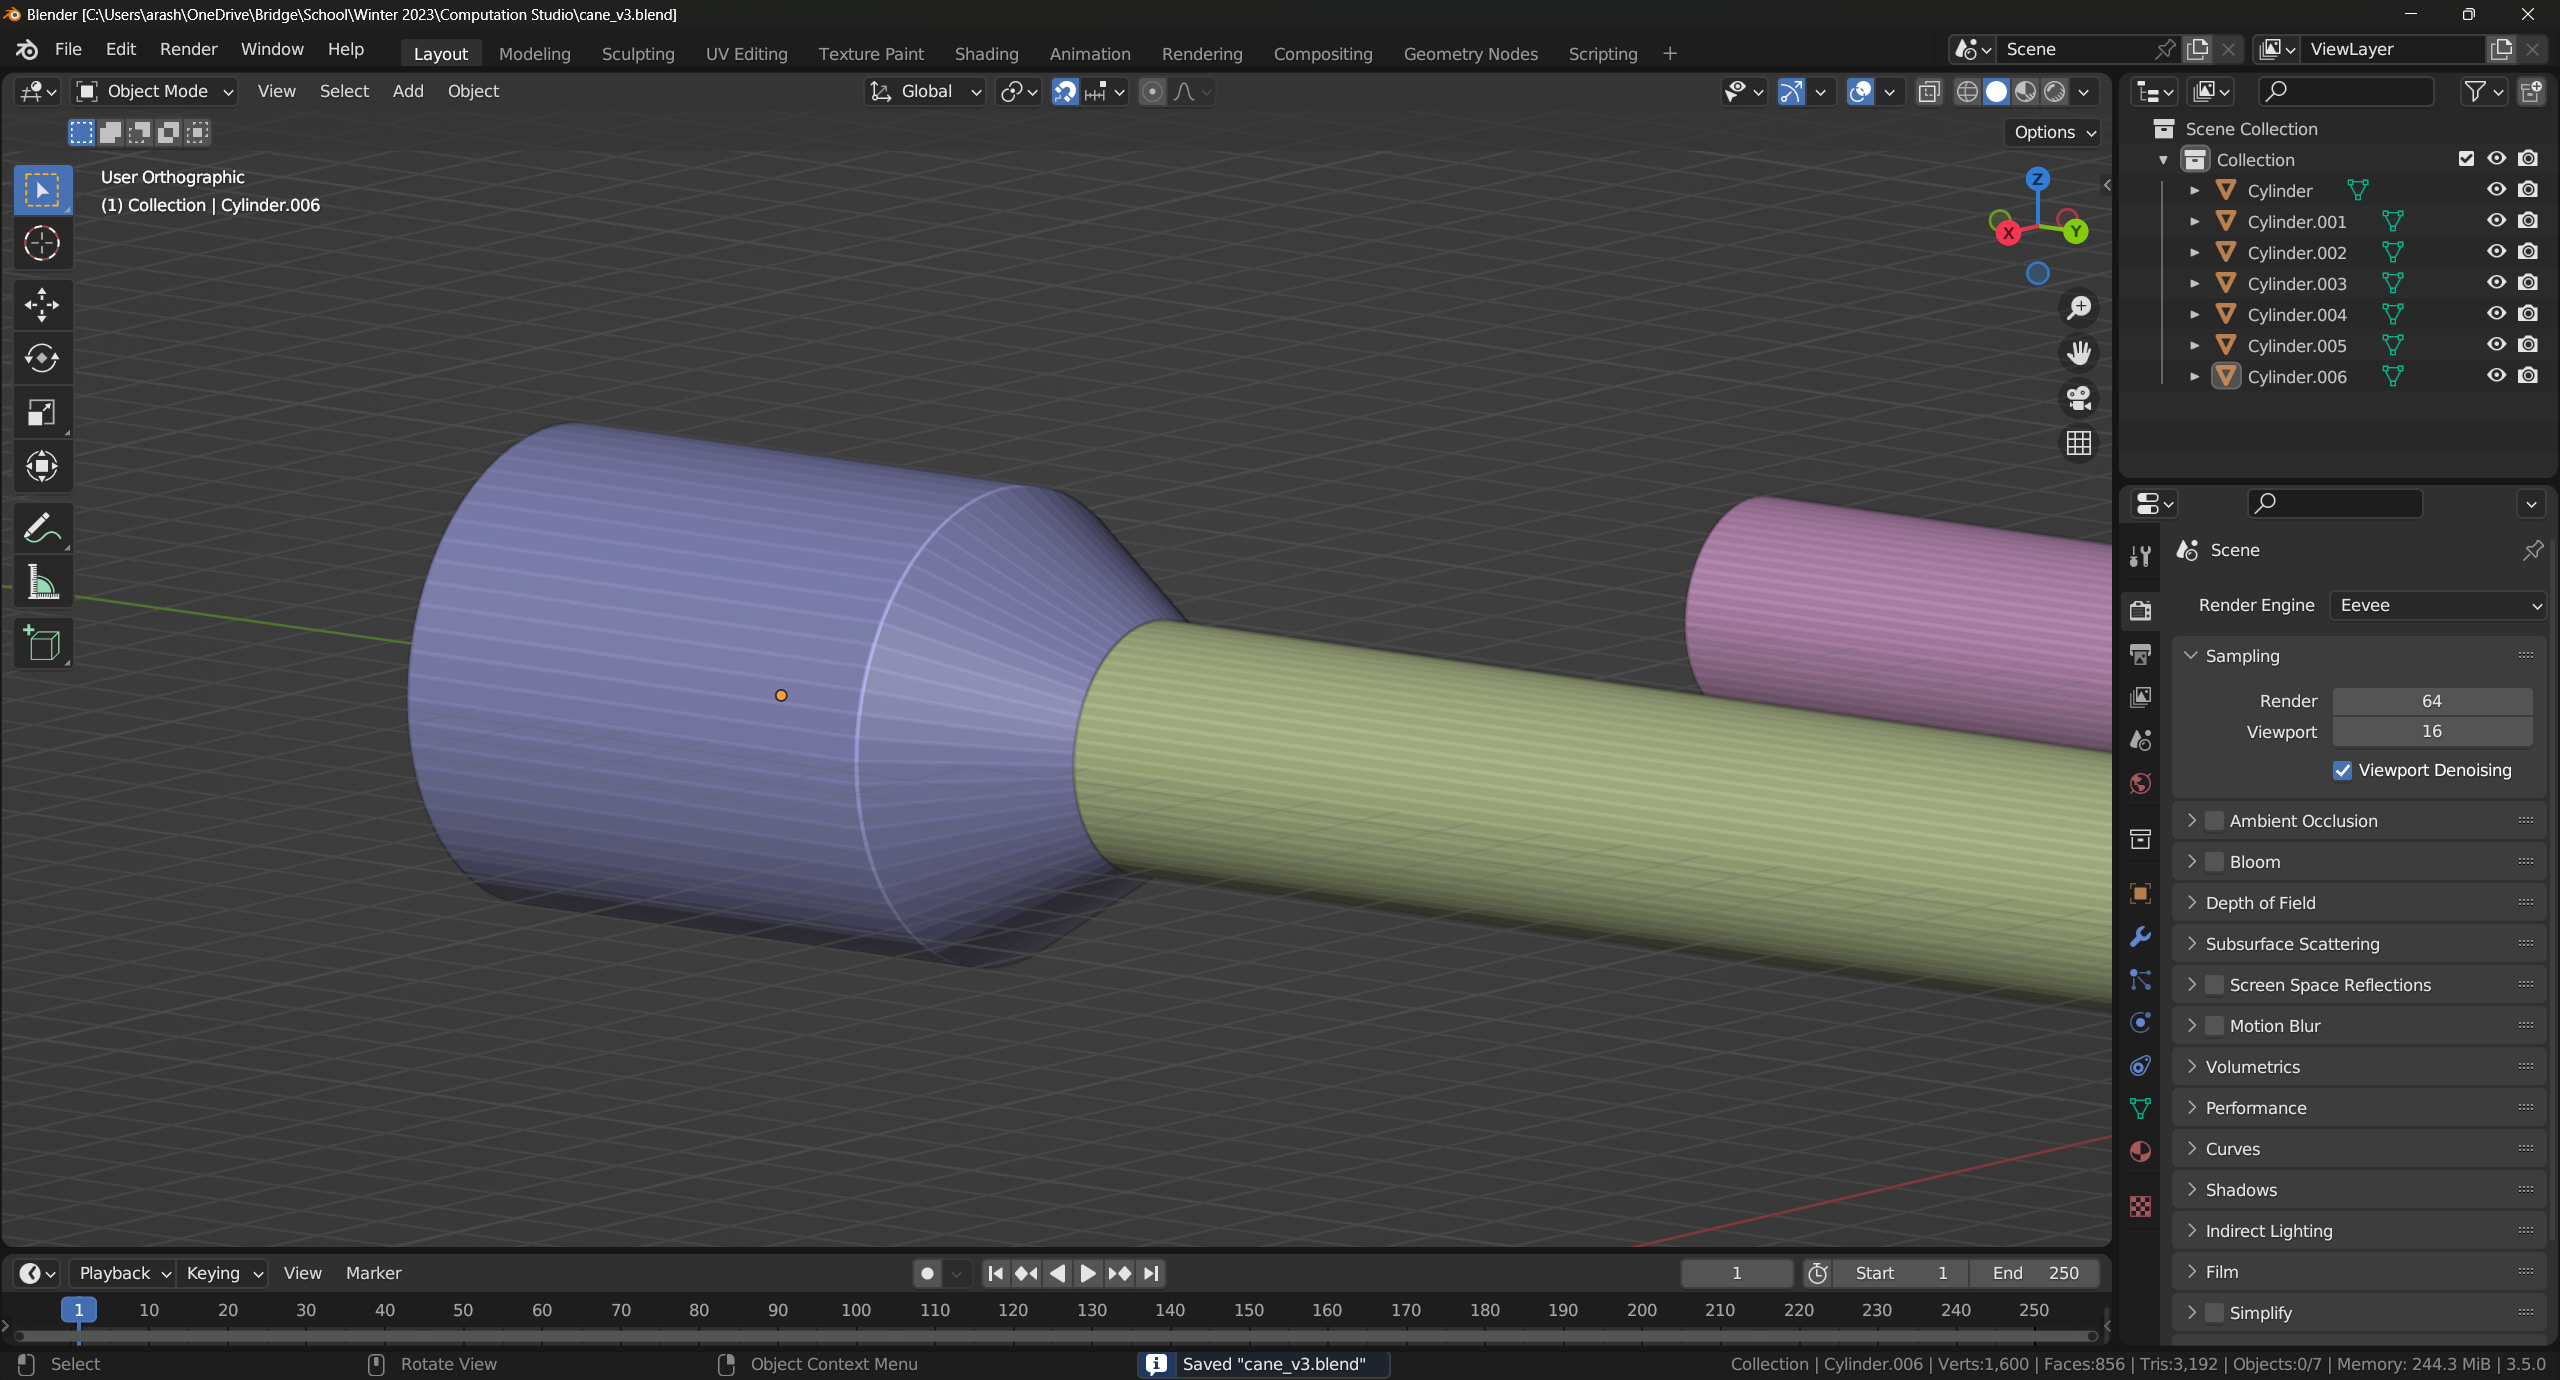 Blender [C:\Users\arash\OneDrive\Bridge\School\Winter 2023\Computation Studio\cane_v3.blend]
File Edit Render Window Help Layout Modeling Sculpting UV Editing Texture Paint Shading Animation Rendering Compositing Geometry Nodes Scripting + Scene ViewLayer
Object Mode View Select Add Object Global
Options
User Orthographic
(1) Collection | Cylinder.006
Z
X Y
Scene Collection
Collection
Cylinder
Cylinder.001
Cylinder.002
Cylinder.003
Cylinder.004
Cylinder.005
Cylinder.006
Scene
Render Engine Eevee
Sampling
Render 64
Viewport 16
Viewport Denoising
Ambient Occlusion
Bloom
Depth of Field
Subsurface Scattering
Screen Space Reflections
Motion Blur
Volumetrics
Performance
Curves
Shadows
Indirect Lighting
Film
Simplify
Playback Keying View Marker 1 Start 1 End 250
1 10 20 30 40 50 60 70 80 90 100 110 120 130 140 150 160 170 180 190 200 210 220 230 240 250
Select Rotate View Object Context Menu Saved "cane_v3.blend" Collection | Cylinder.006 | Verts:1,600 | Faces:856 | Tris:3,192 | Objects:0/7 | Memory: 244.3 MiB | 3.5.0